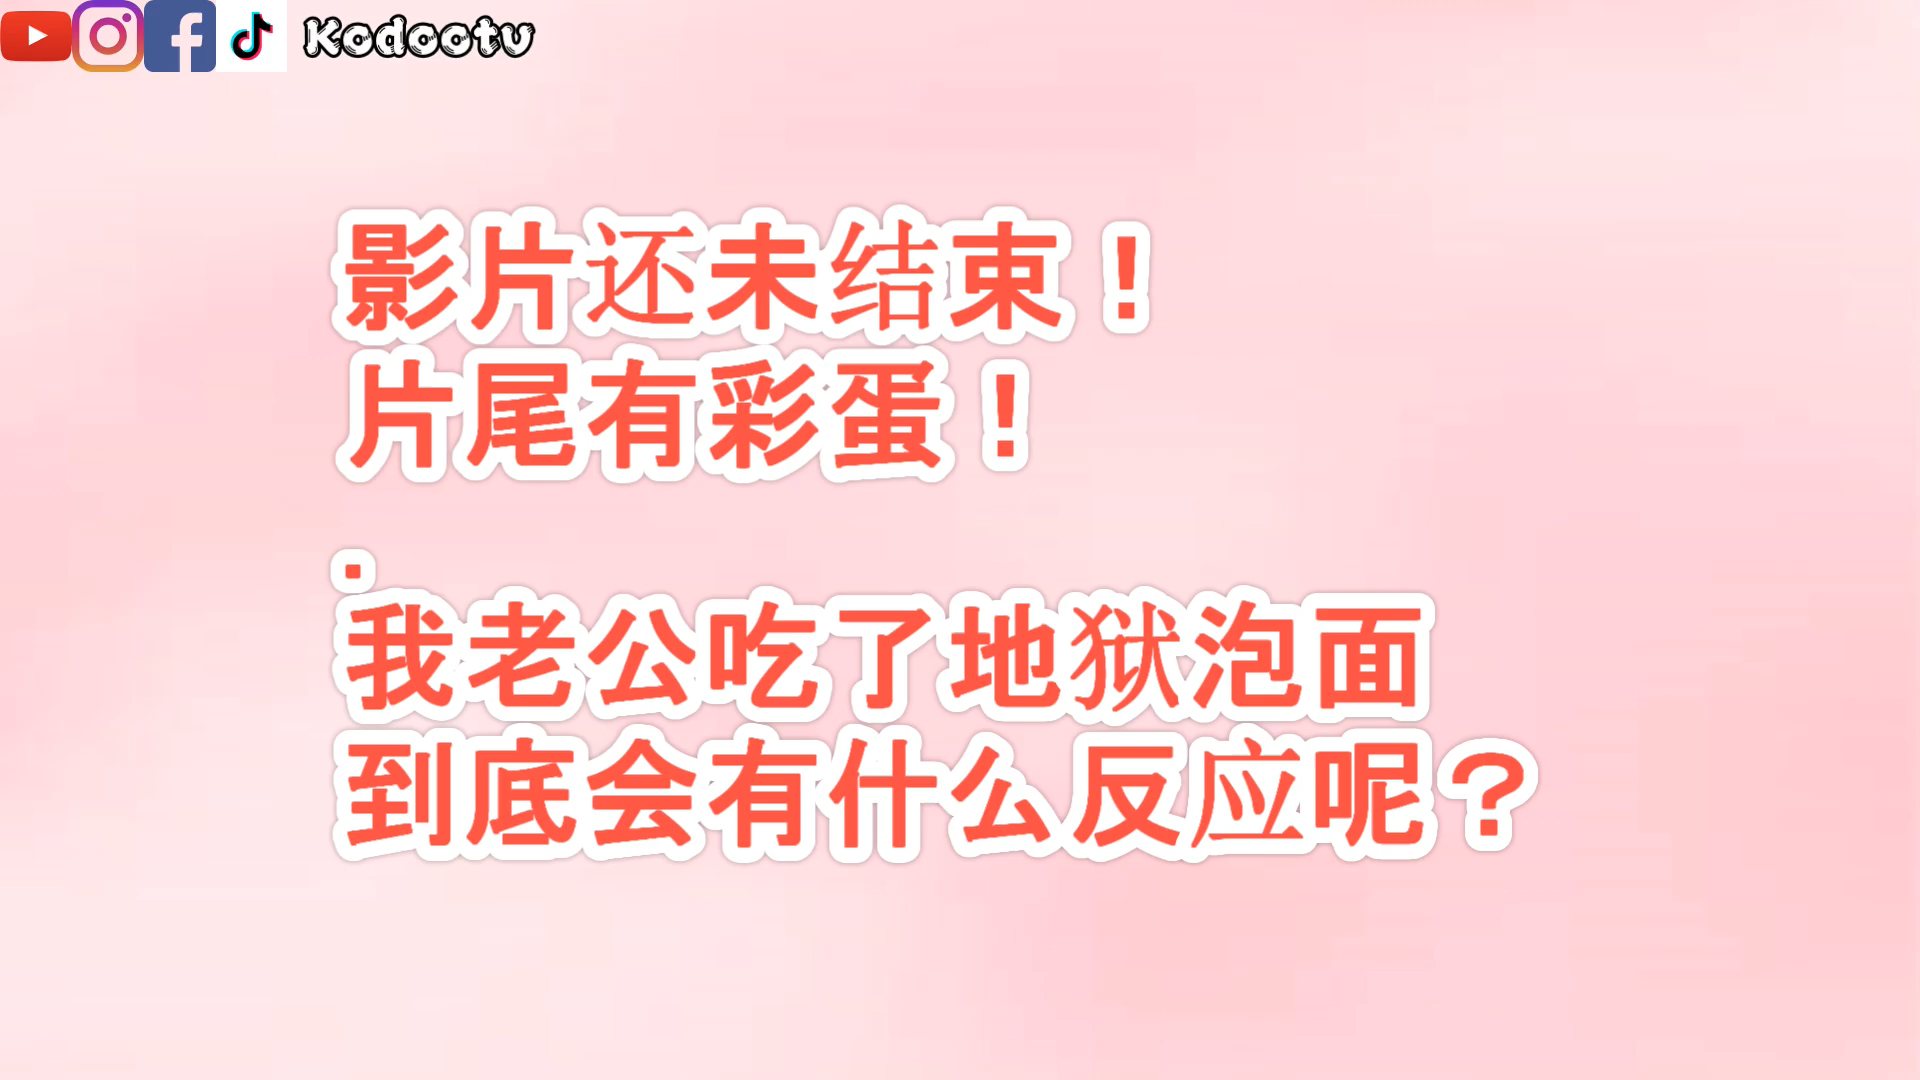 Kodootv
影片还未结束！
片尾有彩蛋！
.
我老公吃了地狱泡面
到底会有什么反应呢？